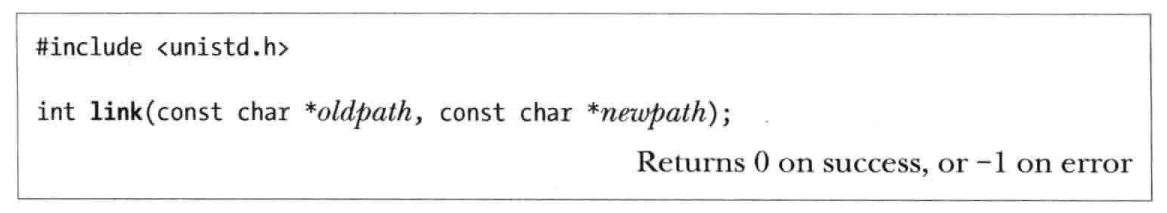 #include <unistd.h>
int link(const char *oldpath, const char *newpath);
Returns 0 on success, or −1 on error